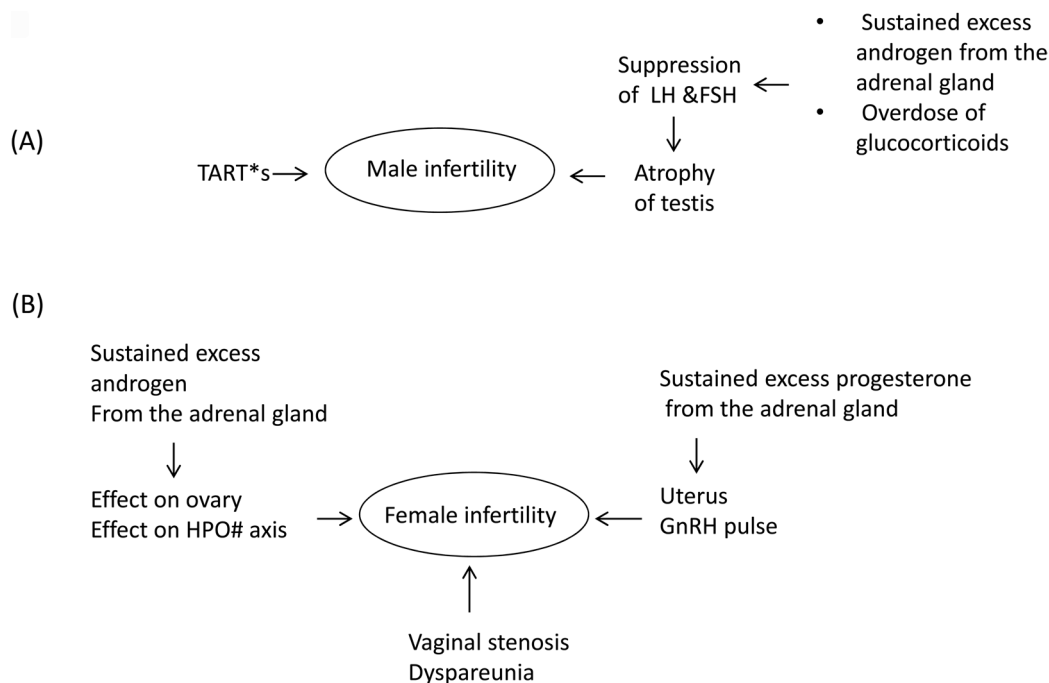 (A)
• Sustained excess
androgen from the
adrenal gland
• Overdose of
glucocorticoids
Suppression
of LH &FSH
Atrophy
of testis
Male infertility
TART*s
(B)
Sustained excess
androgen
From the adrenal gland
Effect on ovary
Effect on HPO# axis
Female infertility
Sustained excess progesterone
from the adrenal gland
Uterus
GnRH pulse
Vaginal stenosis
Dyspareunia